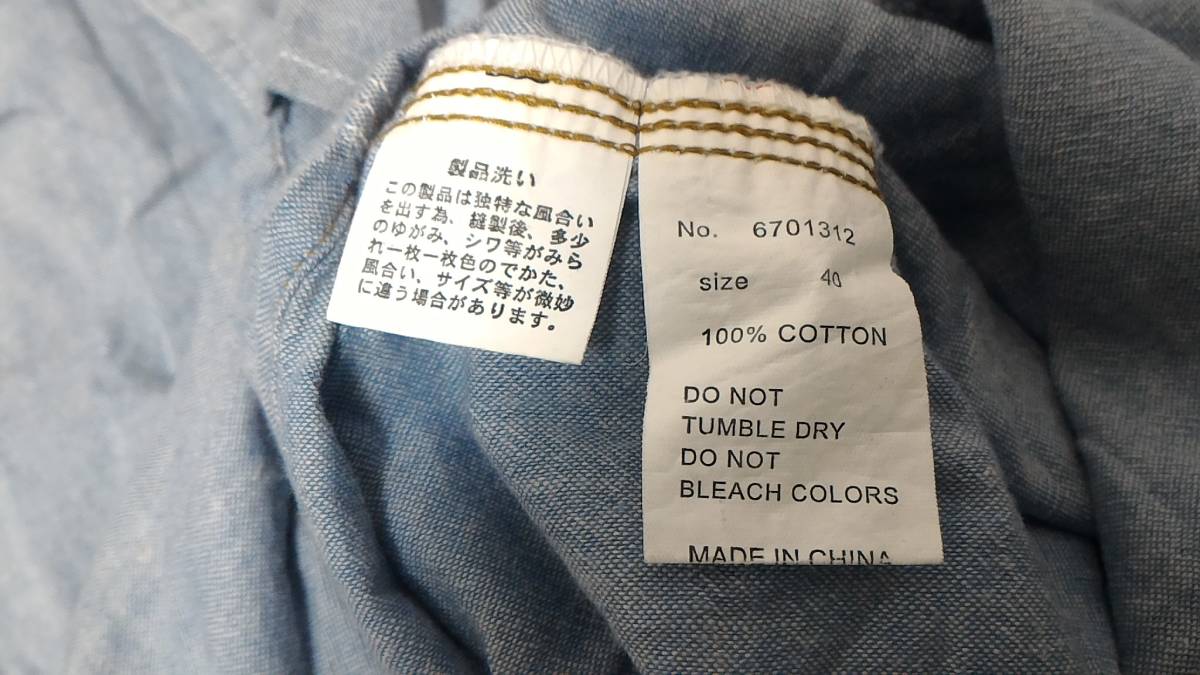 製品洗い
この製品は独特な風合い
を出す為、縫製後、多少
のゆがみ、シワ等がみら
れ一枚一枚色のでかた、
風合い、サイズ等が微妙
に違う場合があります。
No. 6701312
size 40
100% COTTON
DO NOT
TUMBLE DRY
DO NOT
BLEACH COLORS
MADE IN CHINA